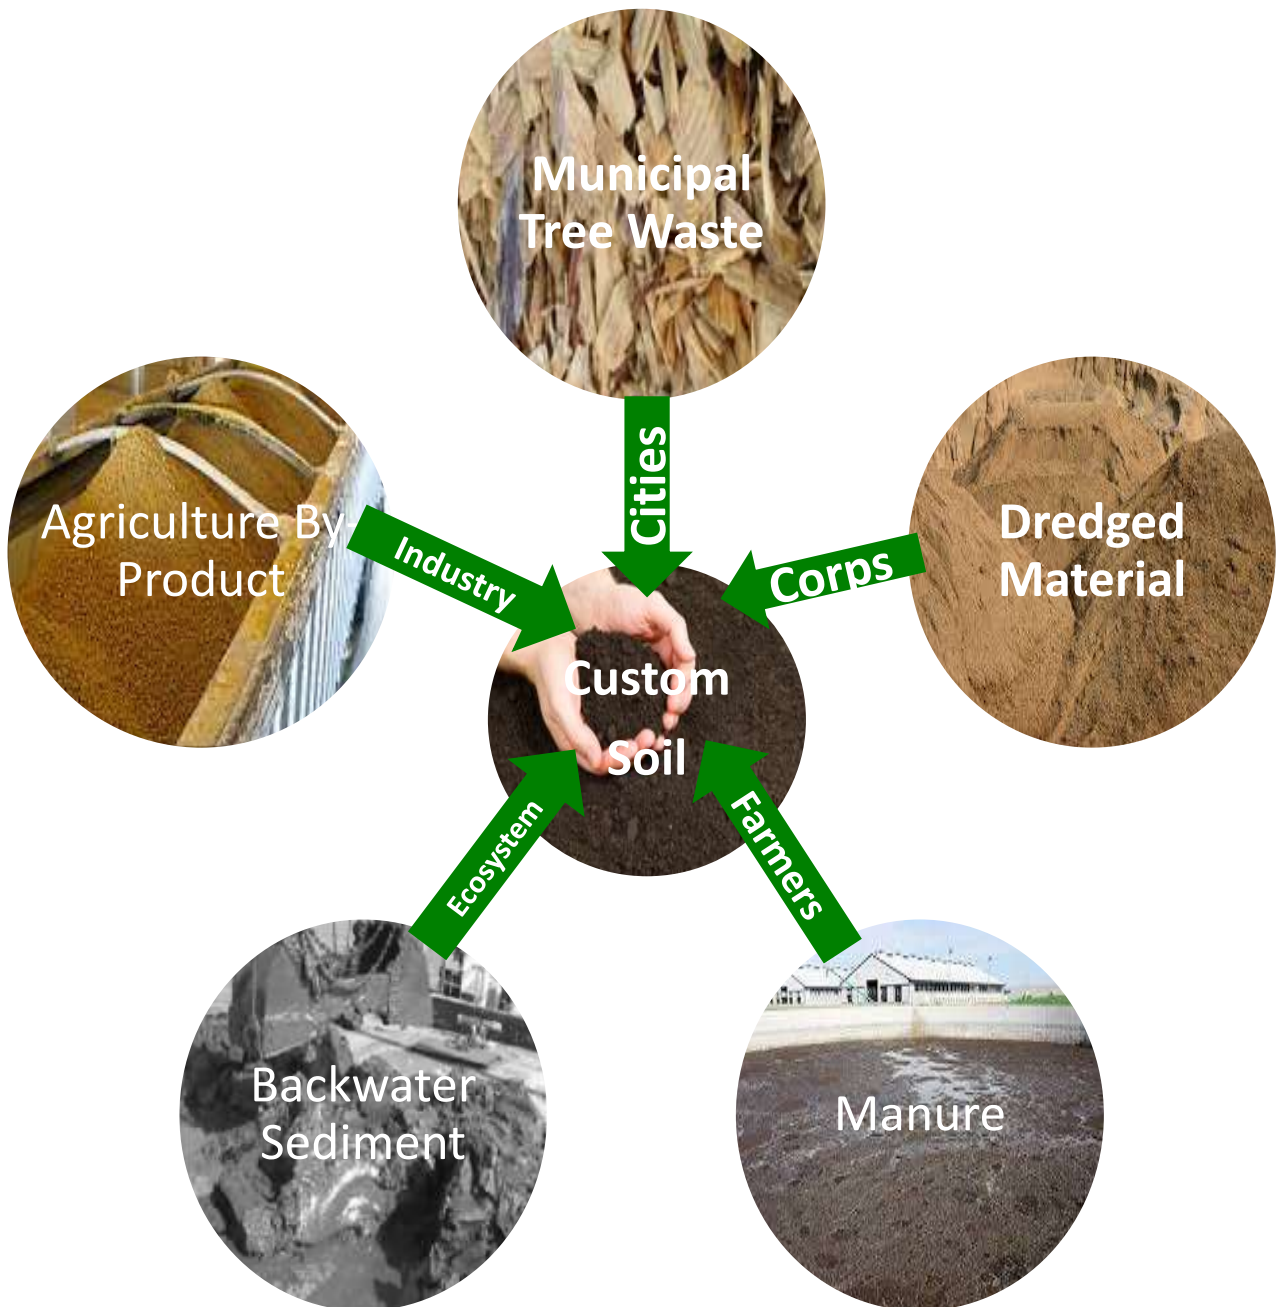 Municipal
Tree Waste
Cities
Agriculture By-
Product
Industry
Corps
Dredged
Material
Custom
Soil
Ecosystem
Farmers
Backwater
Sediment
Manure